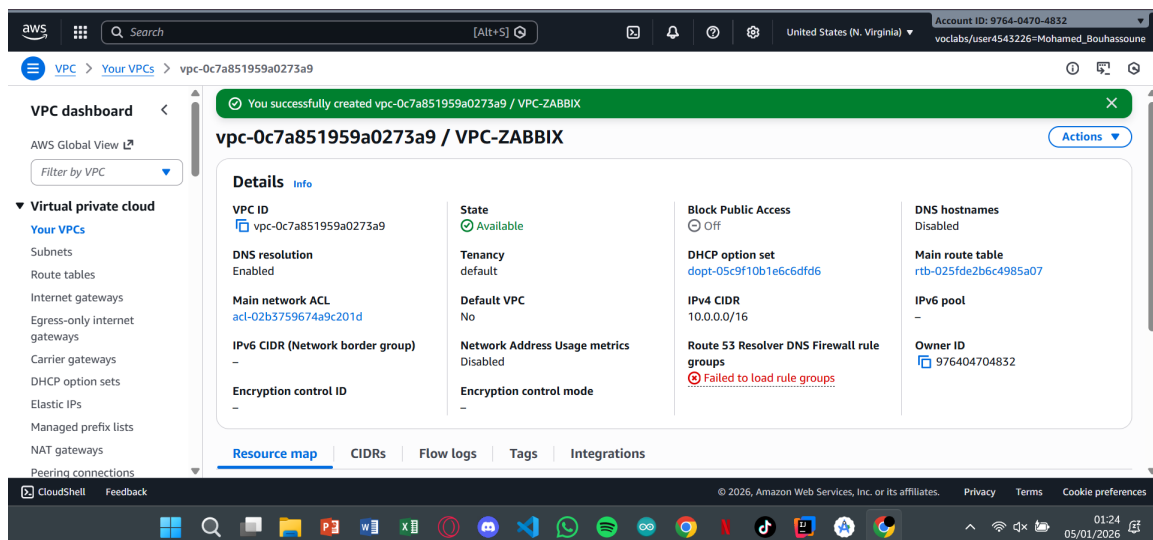 aws
Search
[Alt+S]
United States (N. Virginia)
Account ID: 9764-0470-4832
voclabs/user4543226=Mohamed_Bouhassoune
VPC > Your VPCs > vpc-0c7a851959a0273a9
VPC dashboard
AWS Global View
Filter by VPC
Virtual private cloud
Your VPCs
Subnets
Route tables
Internet gateways
Egress-only internet
gateways
Carrier gateways
DHCP option sets
Elastic IPs
Managed prefix lists
NAT gateways
Peering connections
You successfully created vpc-0c7a851959a0273a9 / VPC-ZABBIX
vpc-0c7a851959a0273a9 / VPC-ZABBIX
Actions
Details Info
VPC ID
vpc-0c7a851959a0273a9
State
Available
Block Public Access
Off
DNS hostnames
Disabled
DNS resolution
Enabled
Tenancy
default
DHCP option set
dopt-05c9f10b1e6c6dfd6
Main route table
rtb-025fde2b6c4985a07
Main network ACL
acl-02b3759674a9c201d
Default VPC
No
IPv4 CIDR
10.0.0.0/16
IPv6 pool
–
IPv6 CIDR (Network border group)
–
Network Address Usage metrics
Disabled
Route 53 Resolver DNS Firewall rule
groups
Failed to load rule groups
Owner ID
976404704832
Encryption control ID
–
Encryption control mode
–
Resource map
CIDRs
Flow logs
Tags
Integrations
CloudShell Feedback
© 2026, Amazon Web Services, Inc. or its affiliates.
Privacy Terms Cookie preferences
01:24
05/01/2026